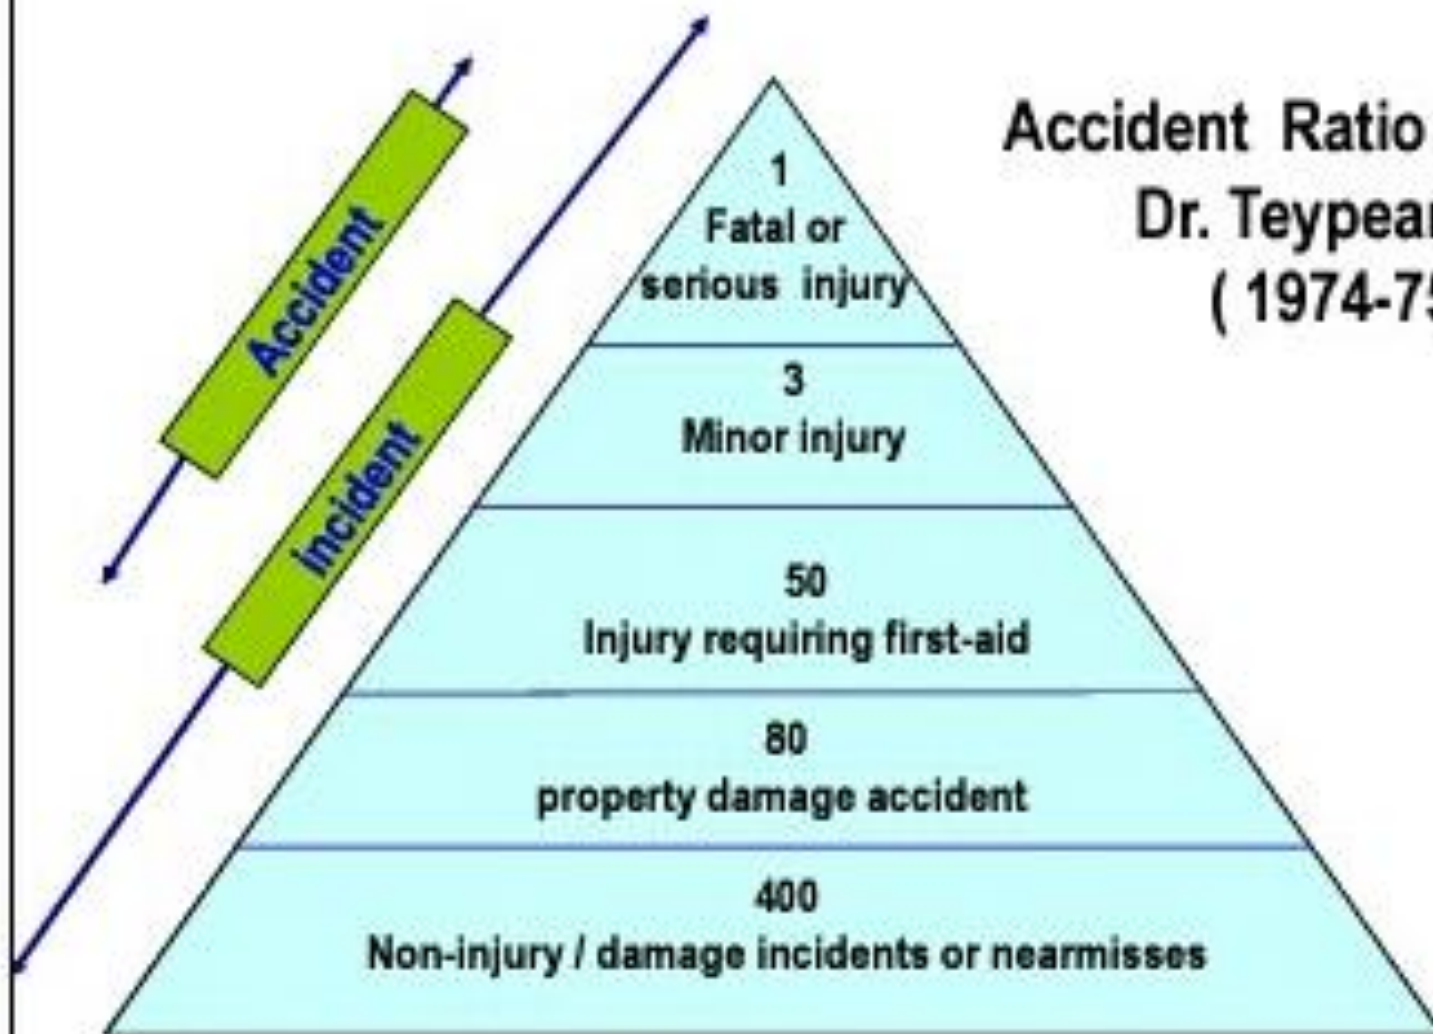 Accident Ratio
Dr. Teypear
( 1974-75
Accident
incident
1
Fatal or
serious injury
3
Minor injury
50
Injury requiring first-aid
80
property damage accident
400
Non-injury / damage incidents or nearmisses